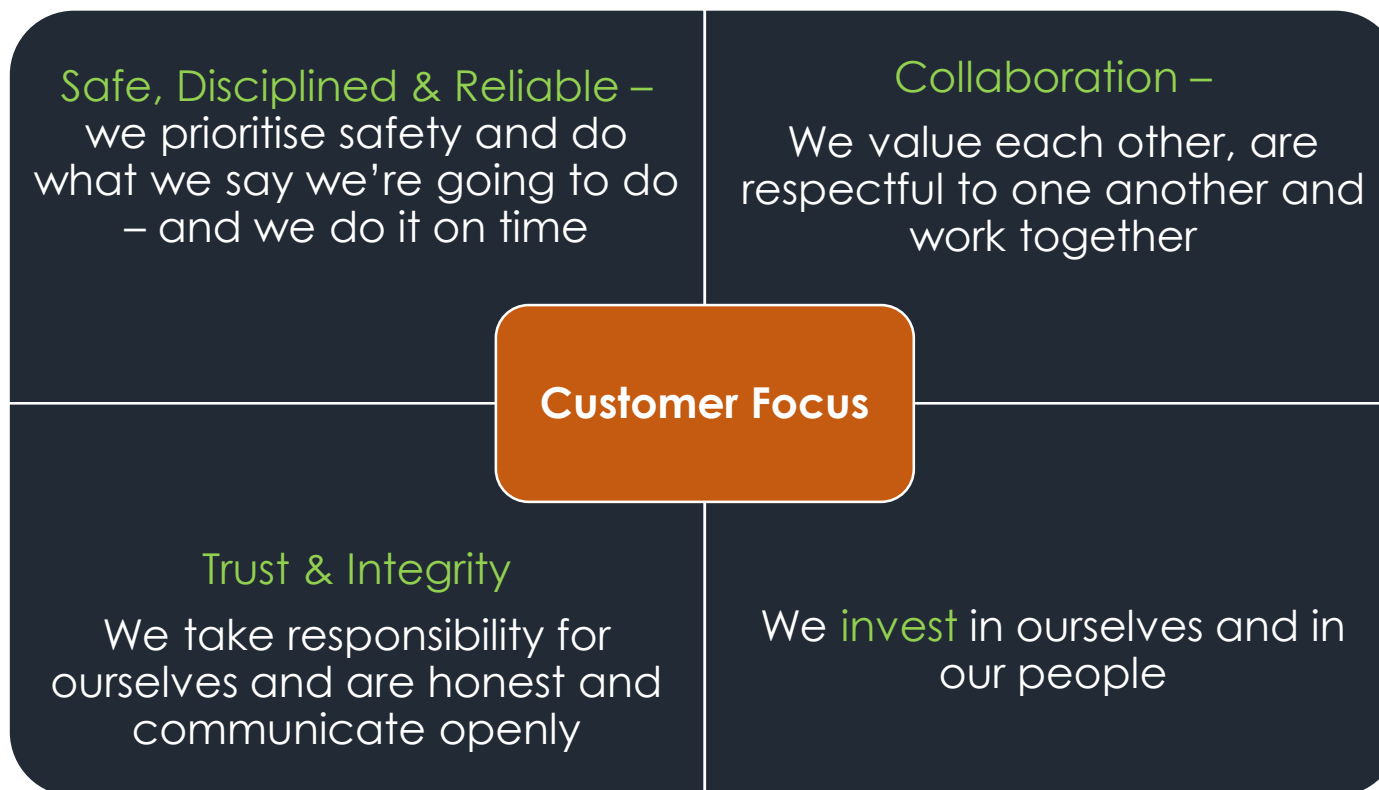 Safe, Disciplined & Reliable –
we prioritise safety and do
what we say we’re going to do
– and we do it on time
Collaboration –
We value each other, are
respectful to one another and
work together
Customer Focus
Trust & Integrity
We take responsibility for
ourselves and are honest and
communicate openly
We invest in ourselves and in
our people